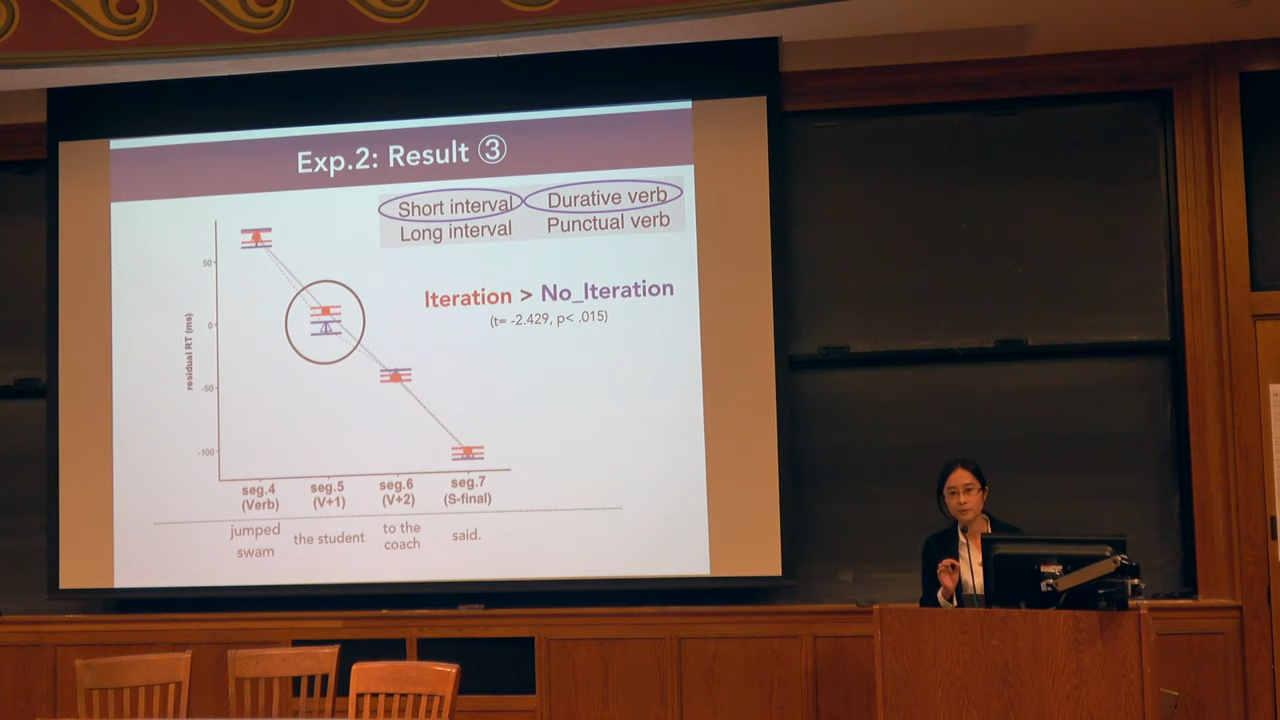 Exp.2: Result ③
Short interval Durative verb
Long interval Punctual verb
Iteration > No_Iteration
(t= -2.429, p< .015)
residual RT (ms)
50
0
-50
-100
seg.4 seg.5 seg.6 seg.7
(Verb) (V+1) (V+2) (S-final)
jumped the student to the said.
swam coach